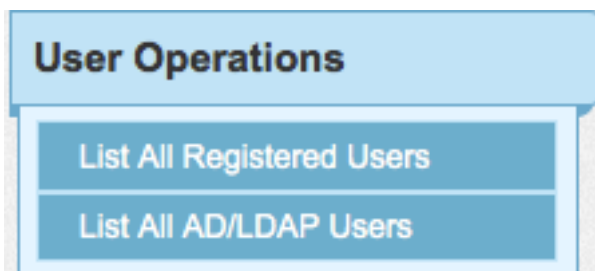 User Operations
List All Registered Users
List All AD/LDAP Users